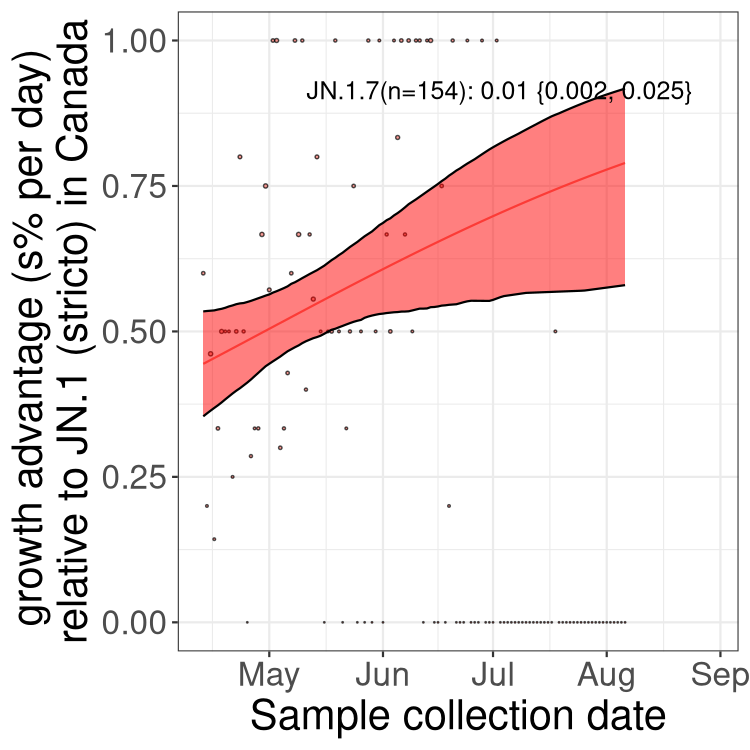 growth advantage (s% per day)
relative to JN.1 (stricto) in Canada
1.00
0.75
0.50
0.25
0.00
JN.1.7(n=154): 0.01 {0.002, 0.025}
May Jun Jul Aug Sep
Sample collection date